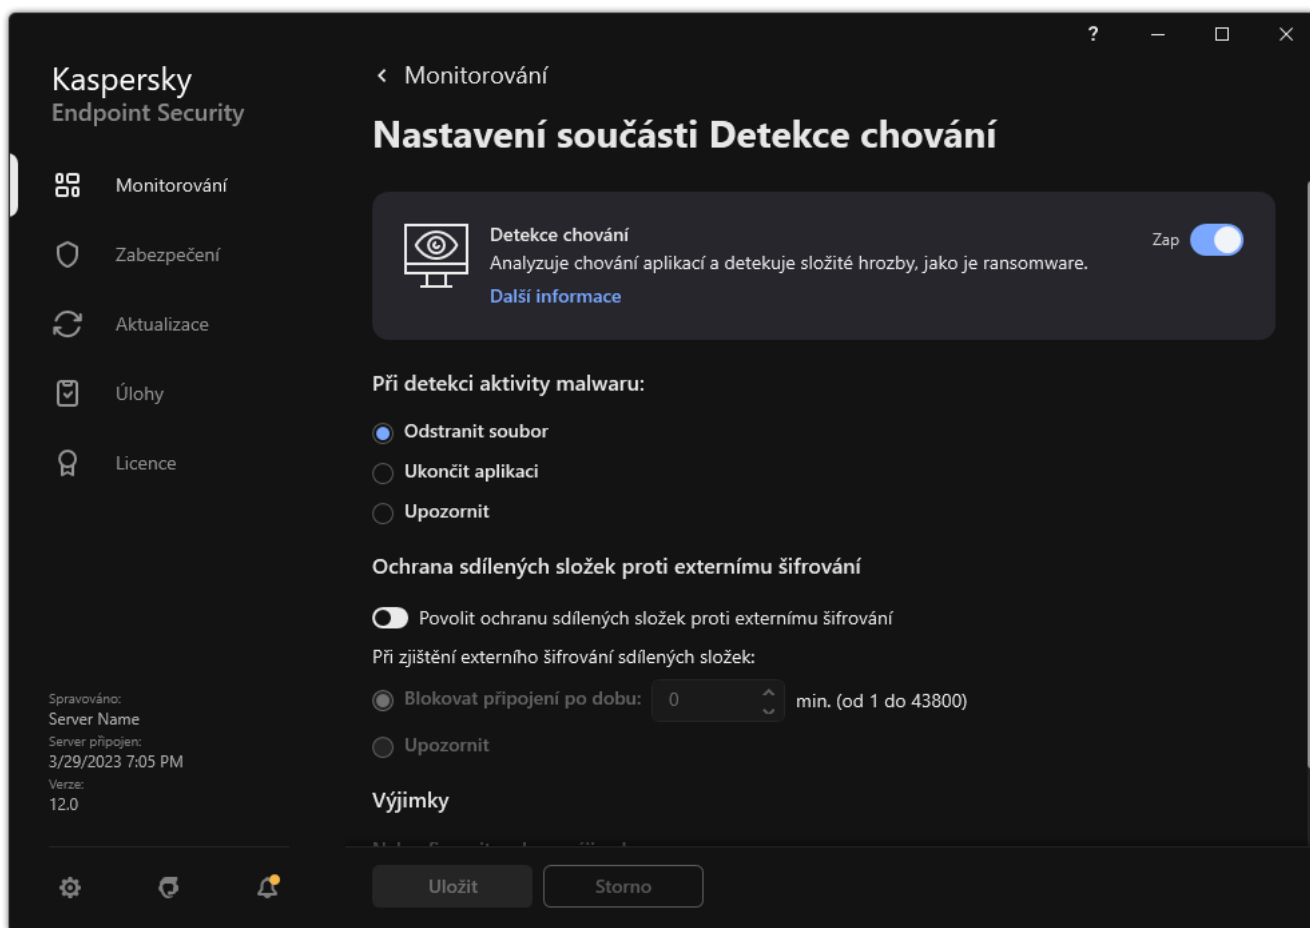 ?
Kaspersky
Endpoint Security
Monitorování
Zabezpečení
Aktualizace
Úlohy
Licence
Spravováno:
Server Name
Server připojen:
3/29/2023 7:05 PM
Verze:
12.0
Monitorování
Nastavení součásti Detekce chování
Detekce chování
Zap
Analyzuje chování aplikací a detekuje složité hrozby, jako je ransomware.
Další informace
Při detekci aktivity malwaru:
Odstranit soubor
Ukončit aplikaci
Upozornit
Ochrana sdílených složek proti externímu šifrování
Povolit ochranu sdílených složek proti externímu šifrování
Při zjištění externího šifrování sdílených složek:
Blokovat připojení po dobu: 0 min. (od 1 do 43800)
Upozornit
Výjimky
Uložit
Storno